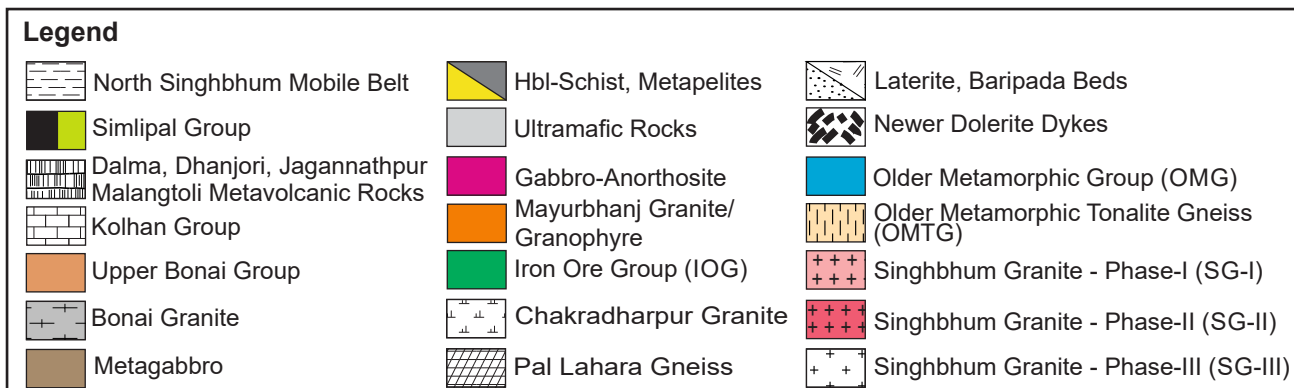 Legend
North Singhbhum Mobile Belt
Simlipal Group
Dalma, Dhanjori, Jagannathpur
Malangtoli Metavolcanic Rocks
Kolhan Group
Upper Bonai Group
Bonai Granite
Metagabbro
Hbl-Schist, Metapelites
Ultramafic Rocks
Gabbro-Anorthosite
Mayurbhanj Granite/
Granophyre
Iron Ore Group (IOG)
Chakradharpur Granite
Pal Lahara Gneiss
Laterite, Baripada Beds
Newer Dolerite Dykes
Older Metamorphic Group (OMG)
Older Metamorphic Tonalite Gneiss
(OMTG)
Singhbhum Granite - Phase-I (SG-I)
Singhbhum Granite - Phase-II (SG-II)
Singhbhum Granite - Phase-III (SG-III)